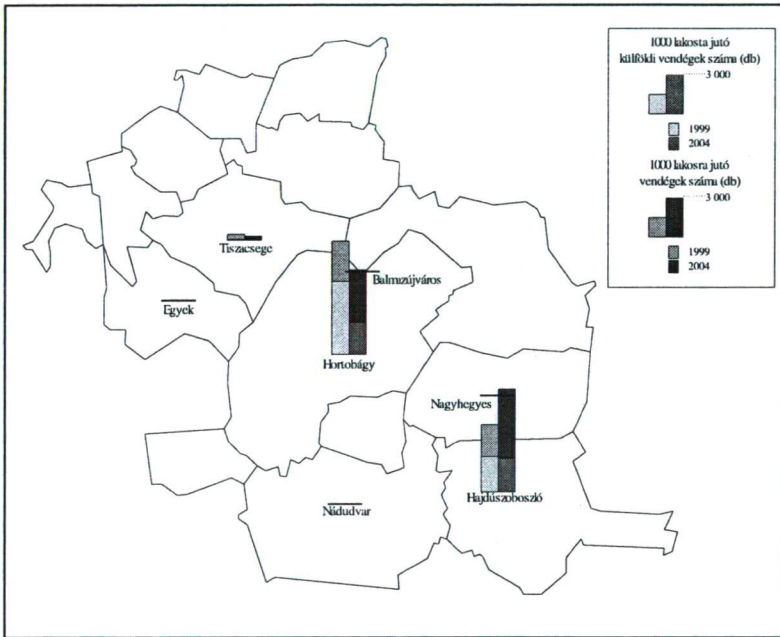 1000 lakosta jutó
külföldi vendégek száma (db)
3 000
1999
2004
1000 lakosra jutó
vendégek száma (db)
3 000
1999
2004
Tiszacsege
Balmazújváros
Egyek
Hortobágy
Nagyhegyes
Nádudvar
Hajdúszoboszló